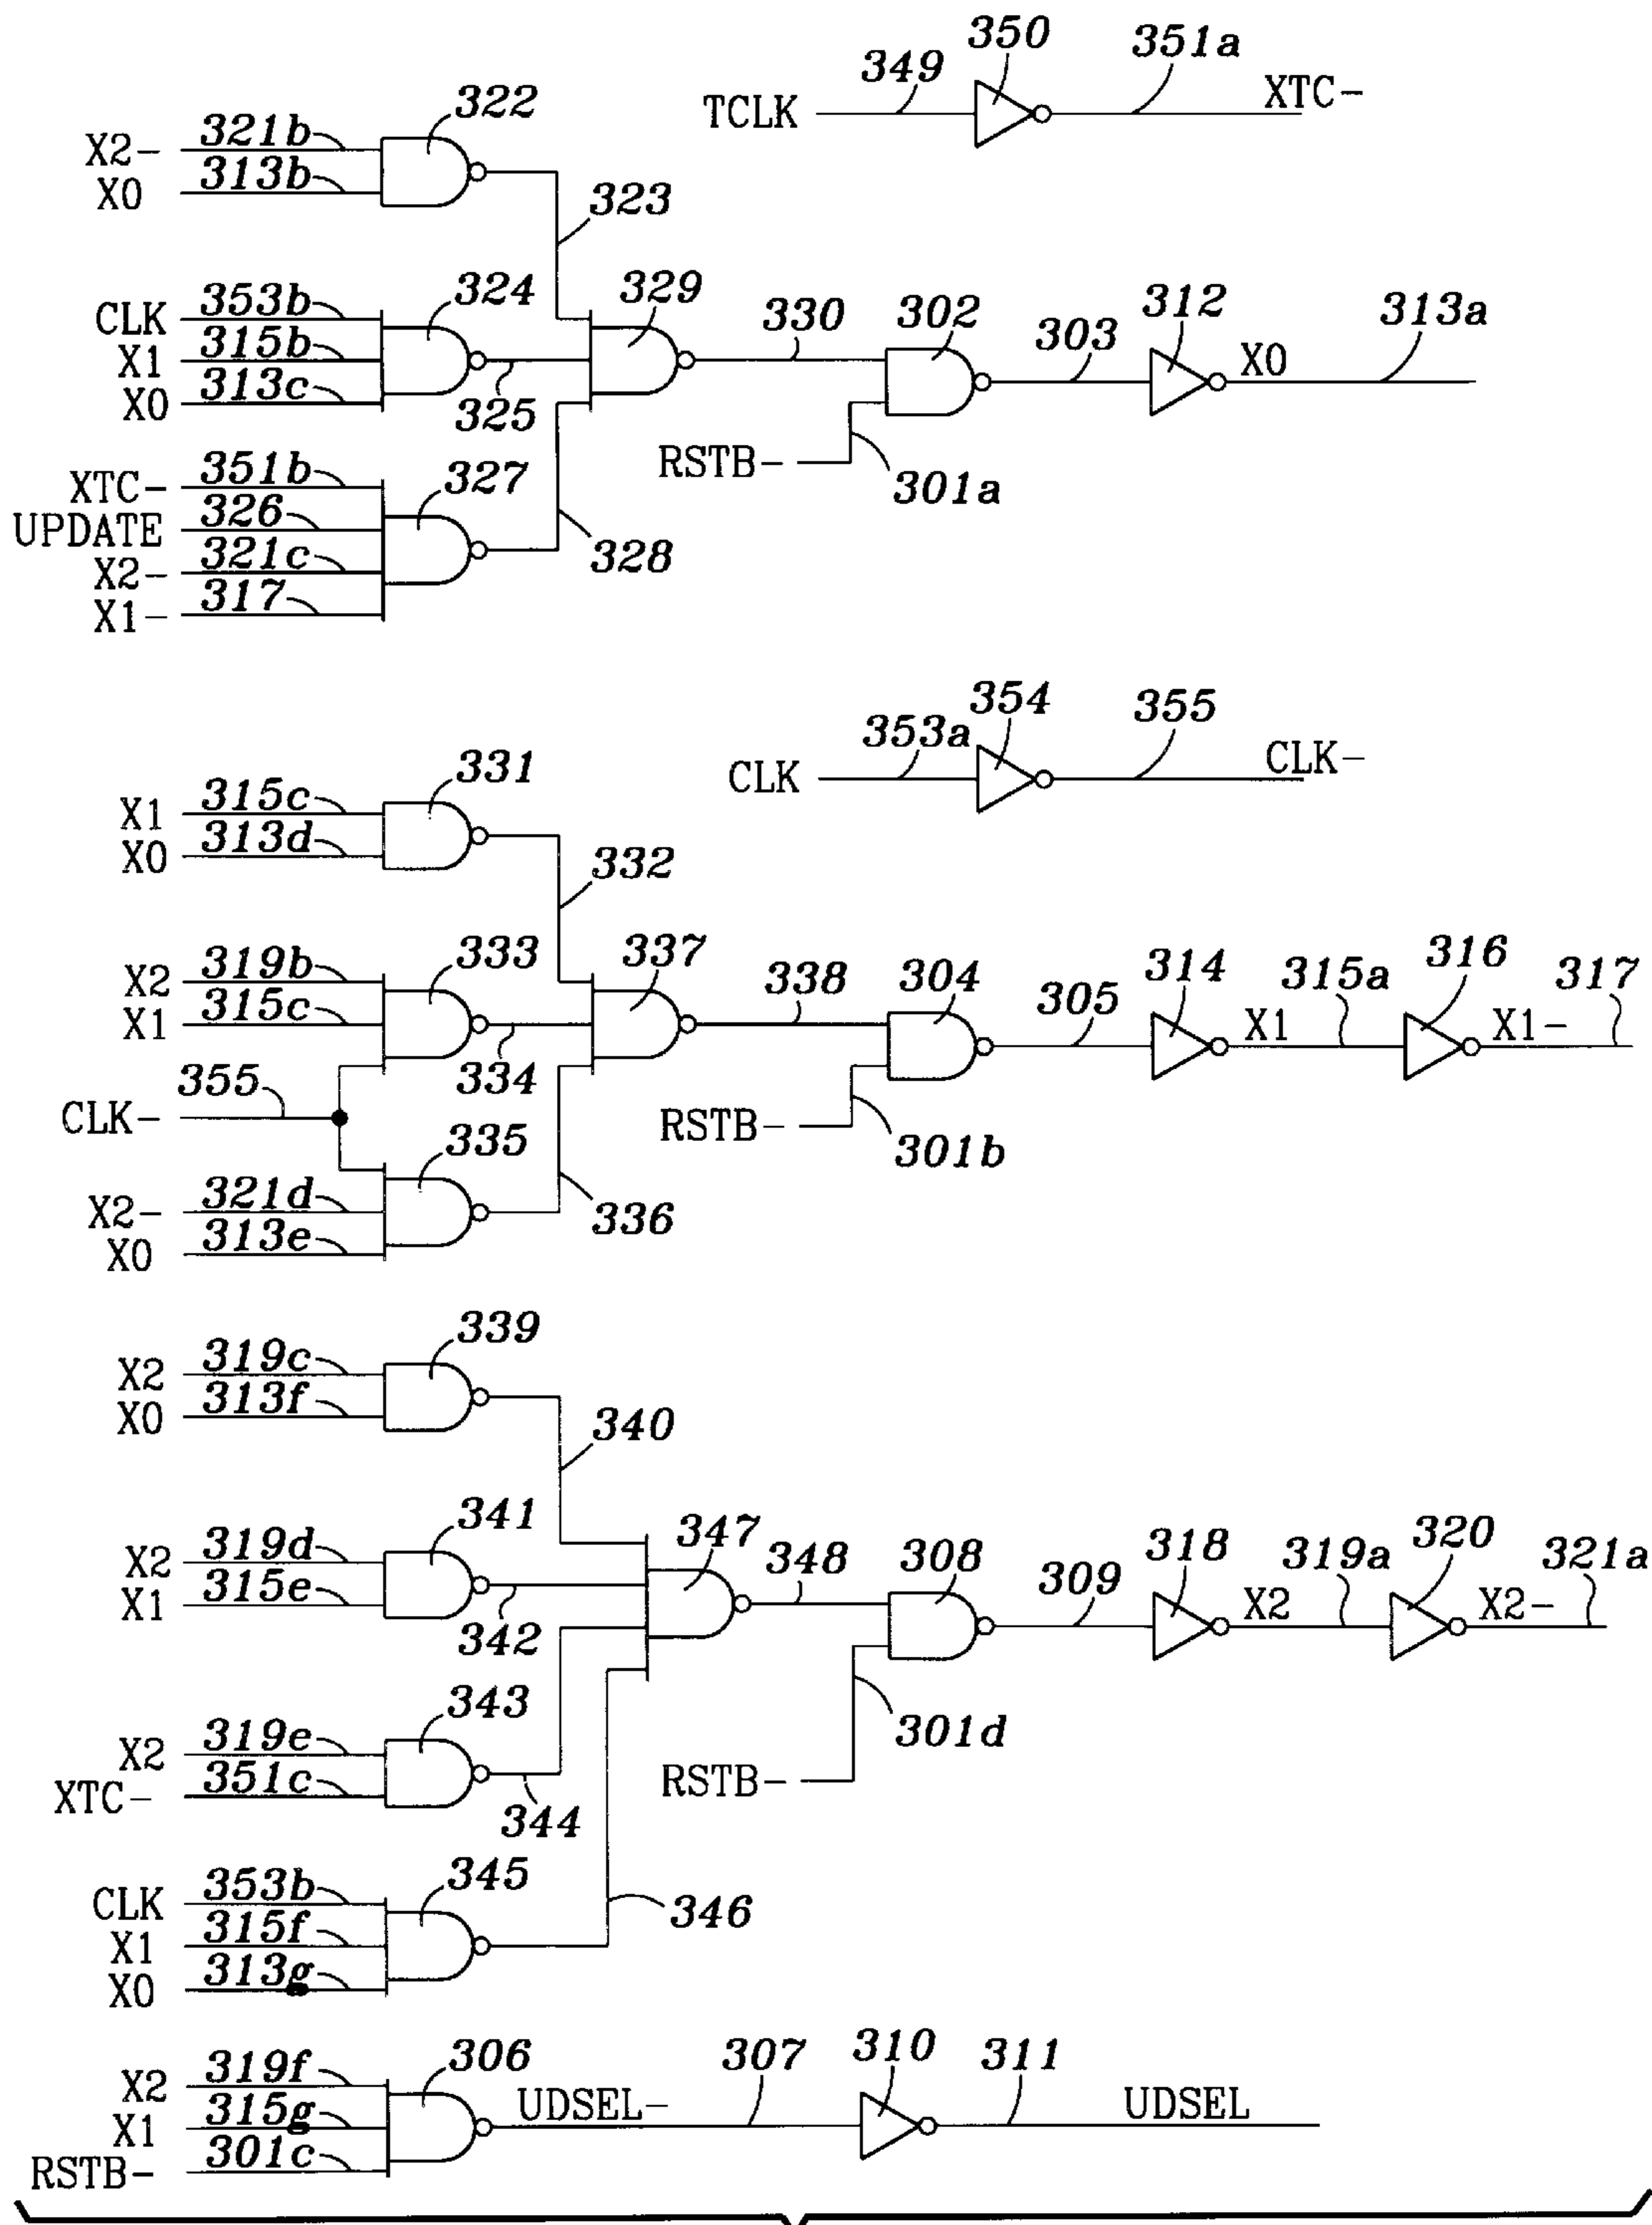 350
349
351a
TCLK
XTC-
322
X2-
321b
X0
313b
323
CLK
353b
324
329
X1
315b
X0
313c
325
330
302
303
312
X0
313a
RSTB-
301a
XTC-
351b
327
UPDATE
326
X2-
321c
X1-
317
328
354
353a
355
CLK
CLK-
331
X1
315c
X0
313d
332
X2
319b
333
337
X1
315c
334
338
304
305
314
X1
315a
316
X1-
317
355
CLK-
RSTB-
301b
335
X2-
321d
X0
313e
336
339
X2
319c
X0
313f
340
341
X2
319d
X1
315e
342
347
348
308
309
318
X2
319a
320
X2-
321a
343
X2
319e
XTC-
351c
344
RSTB-
301d
345
CLK
353b
X1
315f
X0
313g
346
306
X2
319f
X1
315g
RSTB-
301c
UDSEL-
307
310
311
UDSEL